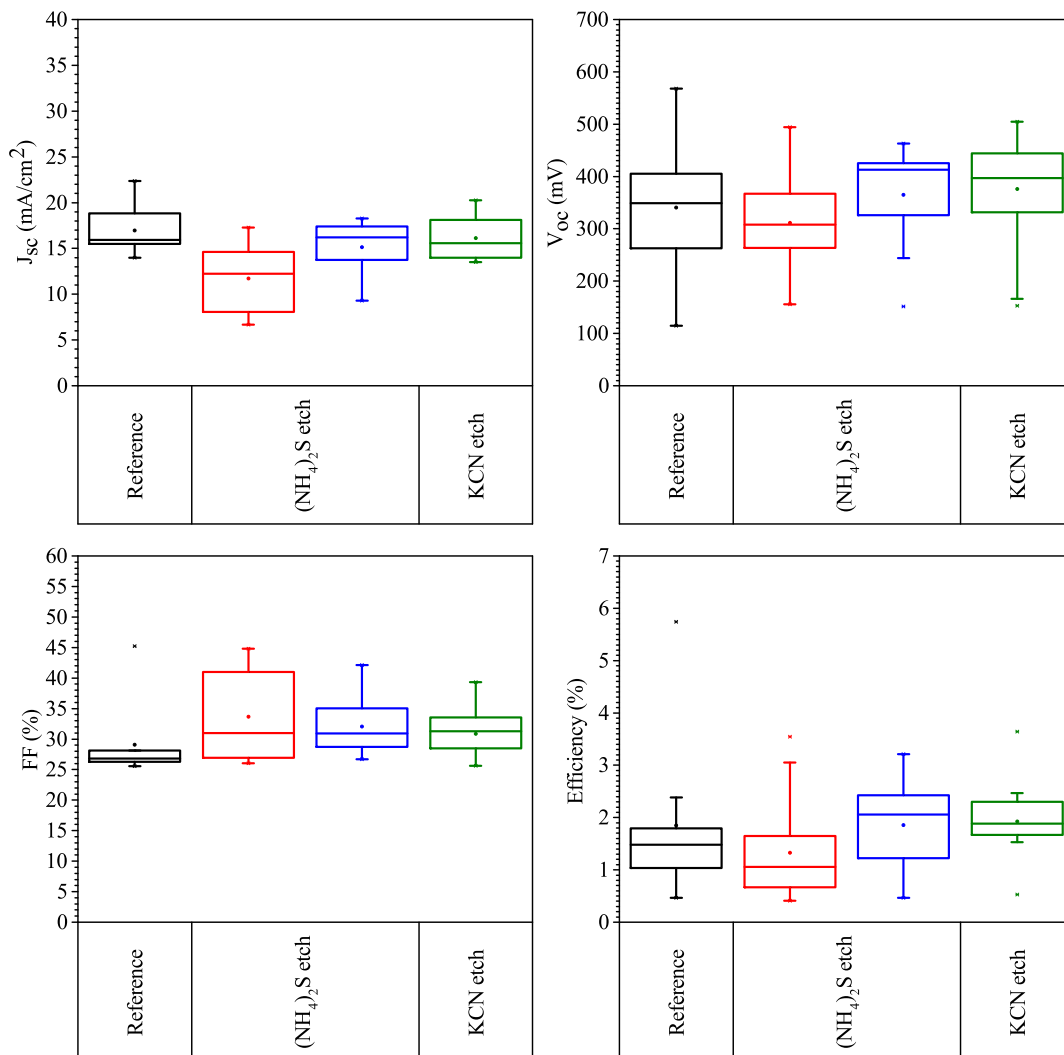 J_sc (mA/cm²)
40
35
30
25
20
15
10
5
0
Reference
(NH₄)₂S etch
KCN etch
V_oc (mV)
700
600
500
400
300
200
100
0
Reference
(NH₄)₂S etch
KCN etch
FF (%)
60
55
50
45
40
35
30
25
20
15
10
5
0
Reference
(NH₄)₂S etch
KCN etch
Efficiency (%)
7
6
5
4
3
2
1
0
Reference
(NH₄)₂S etch
KCN etch